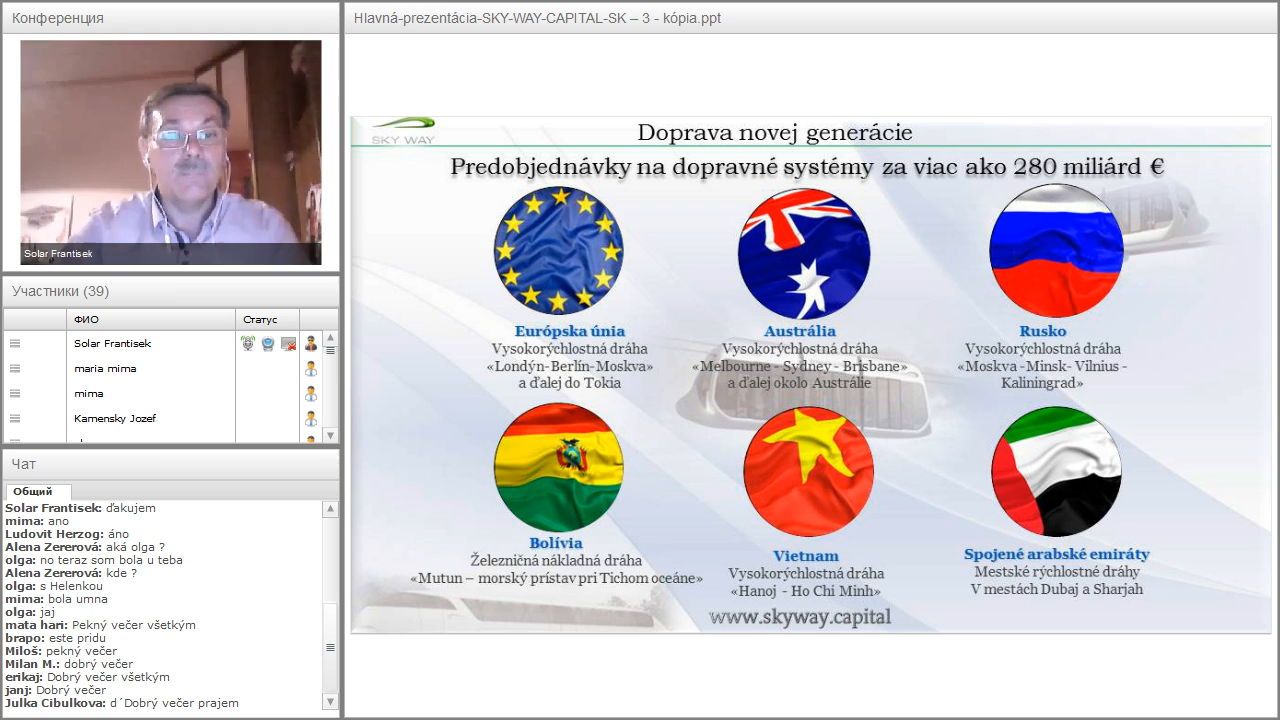 Конференция
Solar Frantisek
Участники (39)
ФИО
Статус
Solar Frantisek
maria mima
mima
Kamensky Jozef
Чат
Общий
Solar Frantisek: ďakujem
mima: ano
Ludovit Herzog: áno
Alena Zererová: aká olga ?
olga: no teraz som bola u teba
Alena Zererová: kde ?
olga: s Helenkou
mima: bola umna
olga: jaj
mata hari: Pekný večer všetkým
brapo: este pridu
Miloš: pekný večer
Milan M.: dobrý večer
erikaj: Dobrý večer všetkým
janj: Dobrý večer
Julka Cibulkova: d´Dobrý večer prajem
Hlavná-prezentácia-SKY-WAY-CAPITAL-SK – 3 - kópia.ppt
SKY WAY
Doprava novej generácie
Predobjednávky na dopravné systémy za viac ako 280 miliárd €
Európska únia
Vysokorýchlostná dráha
«Londýn-Berlín-Moskva»
a ďalej do Tokia
Austrália
Vysokorýchlostná dráha
«Melbourne - Sydney - Brisbane»
a ďalej okolo Austrálie
Rusko
Vysokorýchlostná dráha
«Moskva -Minsk- Vilnius -
Kaliningrad»
Bolívia
Železničná nákladná dráha
«Mutun – morský prístav pri Tichom oceáne»
Vietnam
Vysokorýchlostná dráha
«Hanoj - Ho Chi Minh»
Spojené arabské emiráty
Mestské rýchlostné dráhy
V mestách Dubaj a Sharjah
www.skyway.capital